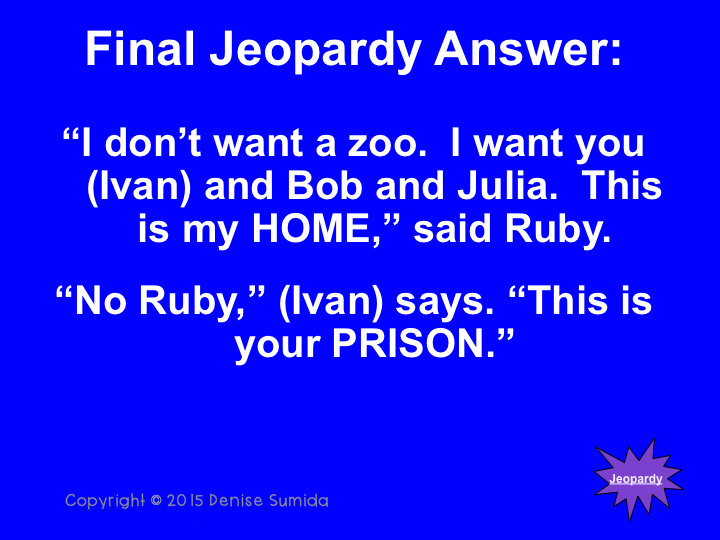 Final Jeopardy Answer:
“I don’t want a zoo.  I want you
(Ivan) and Bob and Julia.  This
is my HOME,” said Ruby.
“No Ruby,” (Ivan) says. “This is
your PRISON.”
Jeopardy
Copyright © 2015 Denise Sumida